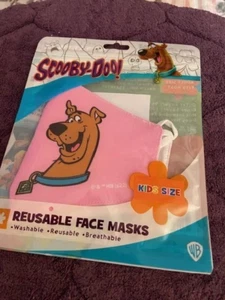 SCOOBY-DOO!
KIDS SIZE
REUSABLE FACE MASKS
•Washable •Reusable •Breathable
WB